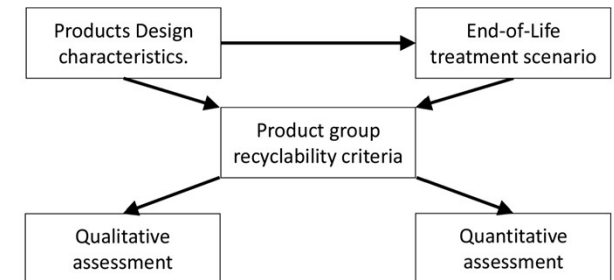 Products Design
characteristics.
End-of-Life
treatment scenario
Product group
recyclability criteria
Qualitative
assessment
Quantitative
assessment